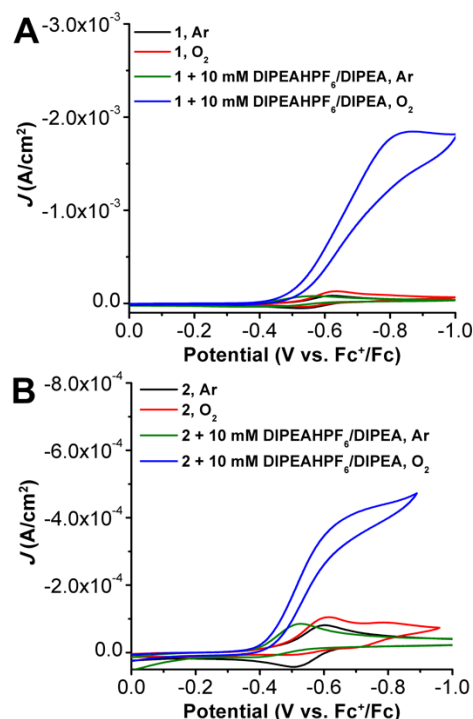 A
-3.0x10⁻³
1, Ar
1, O₂
1 + 10 mM DIPEAHPF₆/DIPEA, Ar
1 + 10 mM DIPEAHPF₆/DIPEA, O₂
-2.0x10⁻³
-1.0x10⁻³
0.0
J (A/cm²)
0.0 -0.2 -0.4 -0.6 -0.8 -1.0
Potential (V vs. Fc⁺/Fc)
B
-8.0x10⁻⁴
2, Ar
2, O₂
2 + 10 mM DIPEAHPF₆/DIPEA, Ar
2 + 10 mM DIPEAHPF₆/DIPEA, O₂
-6.0x10⁻⁴
-4.0x10⁻⁴
-2.0x10⁻⁴
0.0
J (A/cm²)
0.0 -0.2 -0.4 -0.6 -0.8 -1.0
Potential (V vs. Fc⁺/Fc)